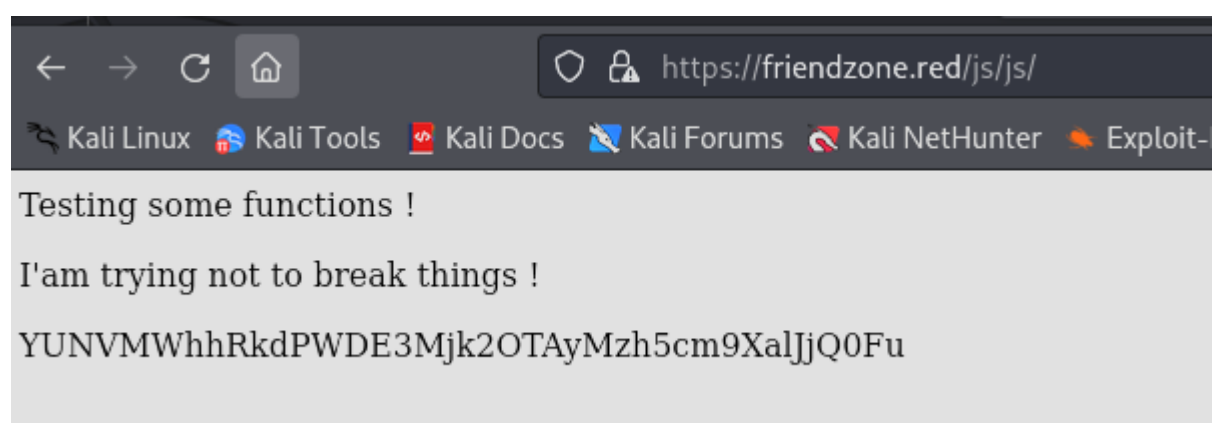 https://friendzone.red/js/js/
Kali Linux Kali Tools Kali Docs Kali Forums Kali NetHunter Exploit-
Testing some functions !
I'am trying not to break things !
YUNVMWhhRkdPWDE3Mjk2OTAyMzh5cm9XalJjQ0Fu